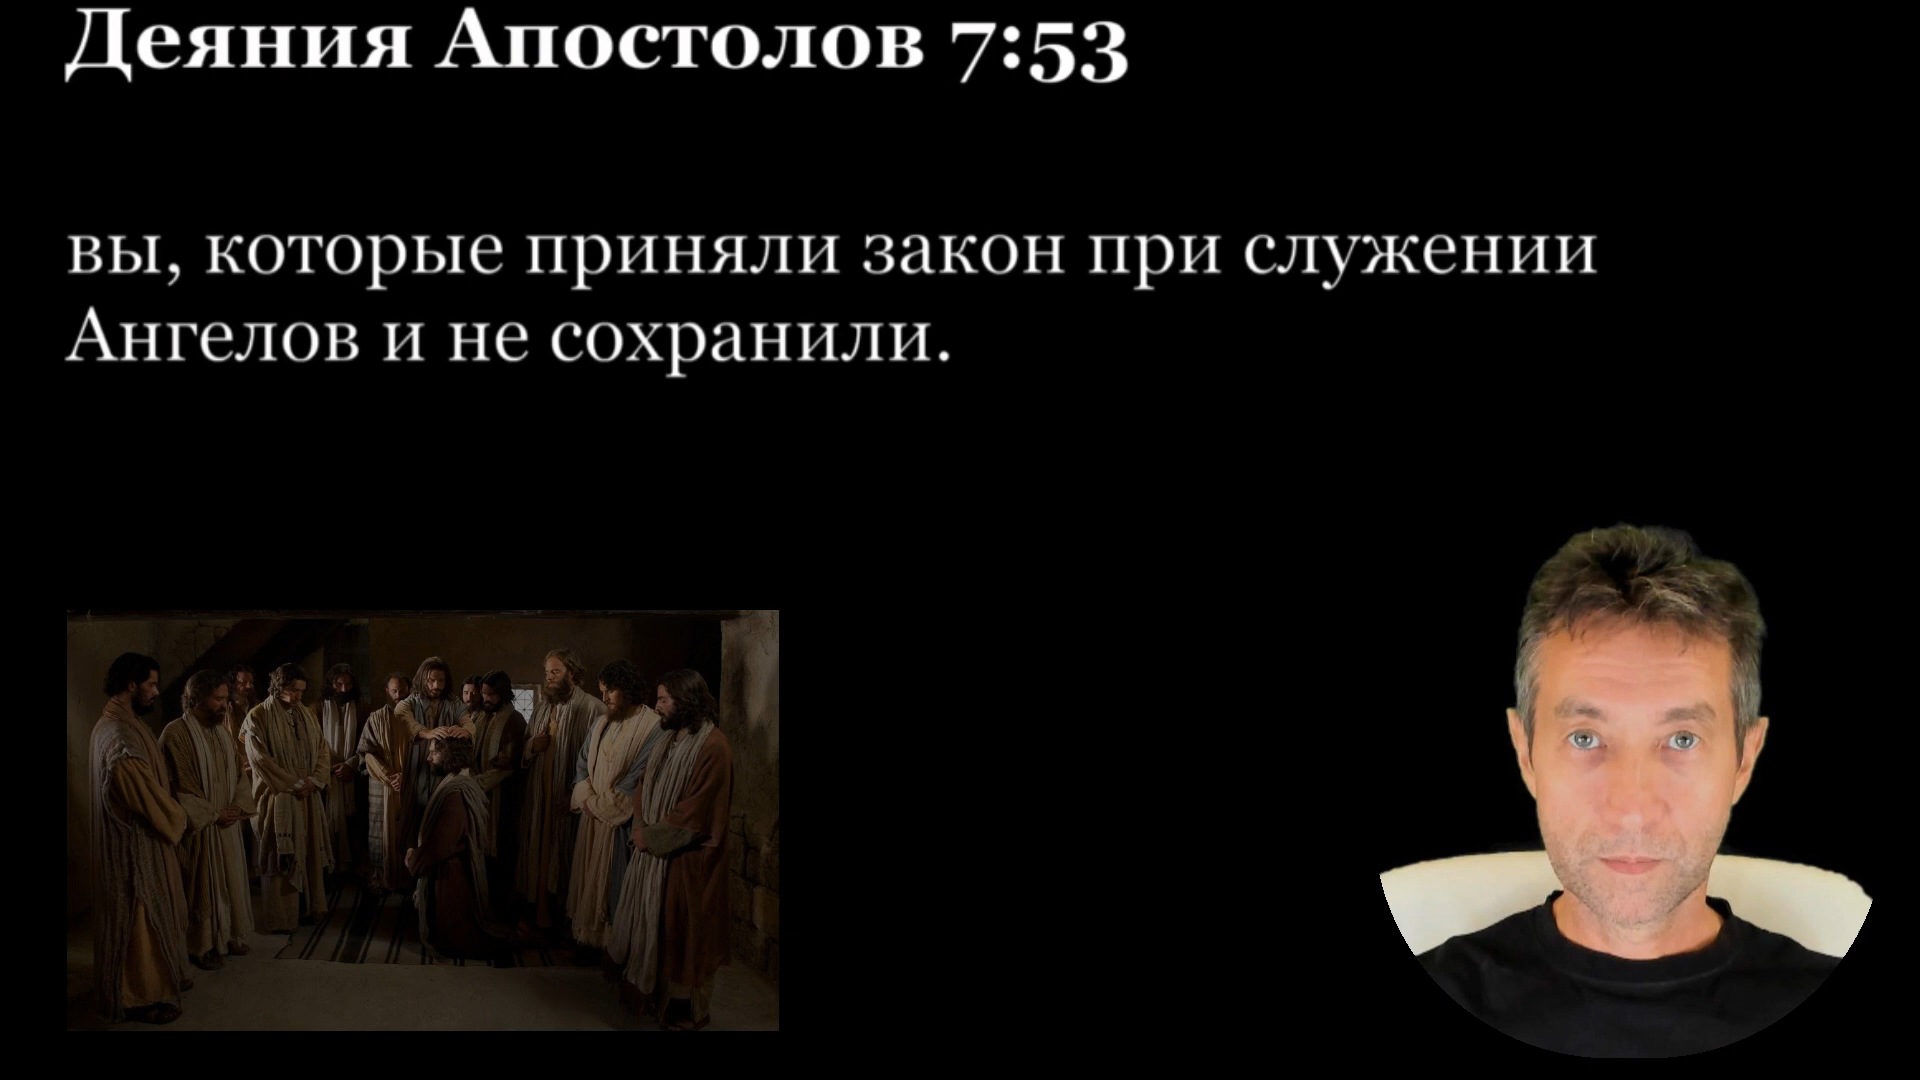 Деяния Апостолов 7:53
вы, которые приняли закон при служении
Ангелов и не сохранили.